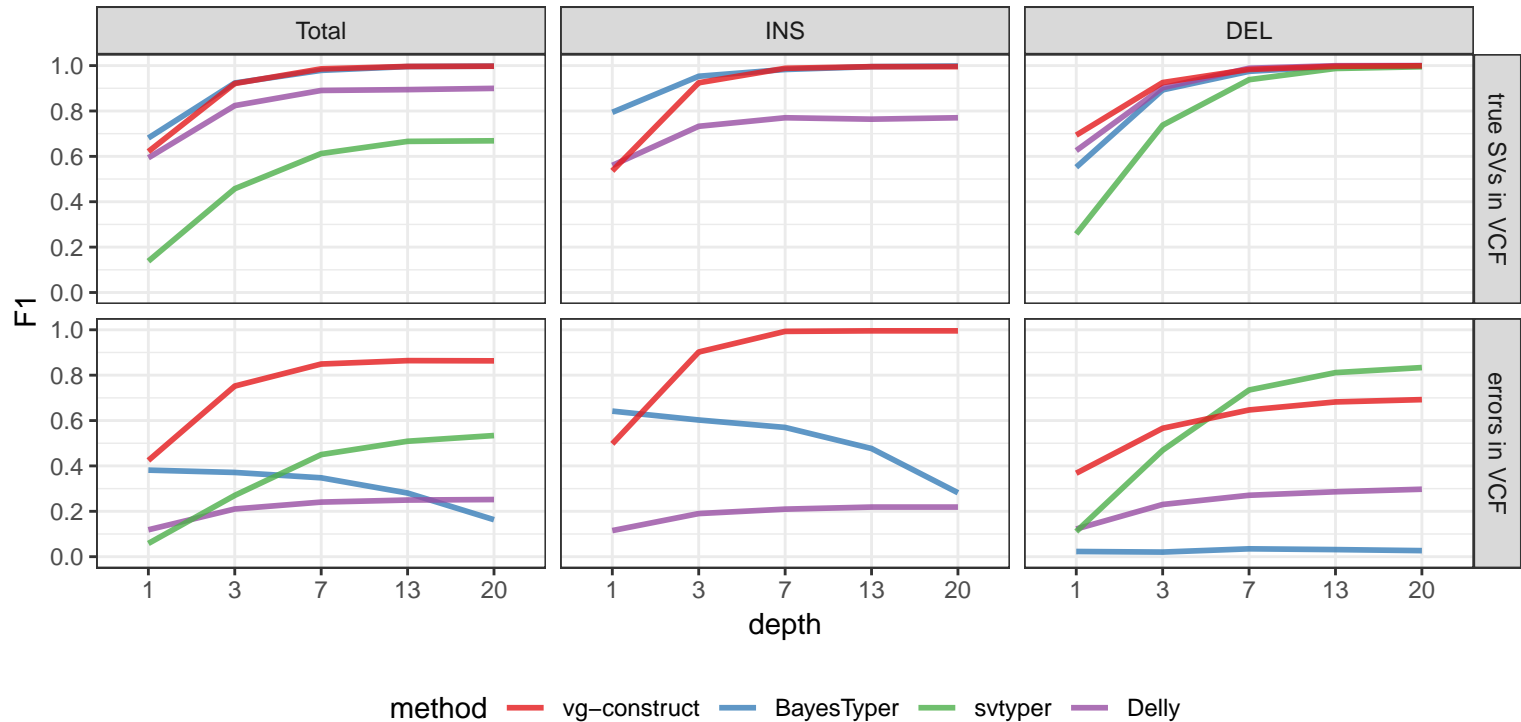 Total INS DEL
1.0
0.8
0.6
0.4
0.2
0.0
true SVs in VCF
F1
1.0
0.8
0.6
0.4
0.2
0.0
errors in VCF
1 3 7 13 20 1 3 7 13 20 1 3 7 13 20
depth
method vg−construct BayesTyper svtyper Delly